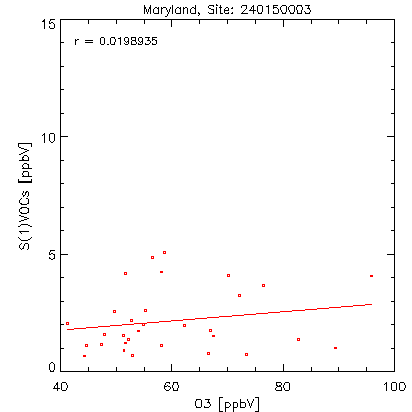 Maryland, Site: 240150003
15
r = 0.0198935
10
S(1)VOCs [ppbV]
5
0
40
60
80
100
O3 [ppbV]